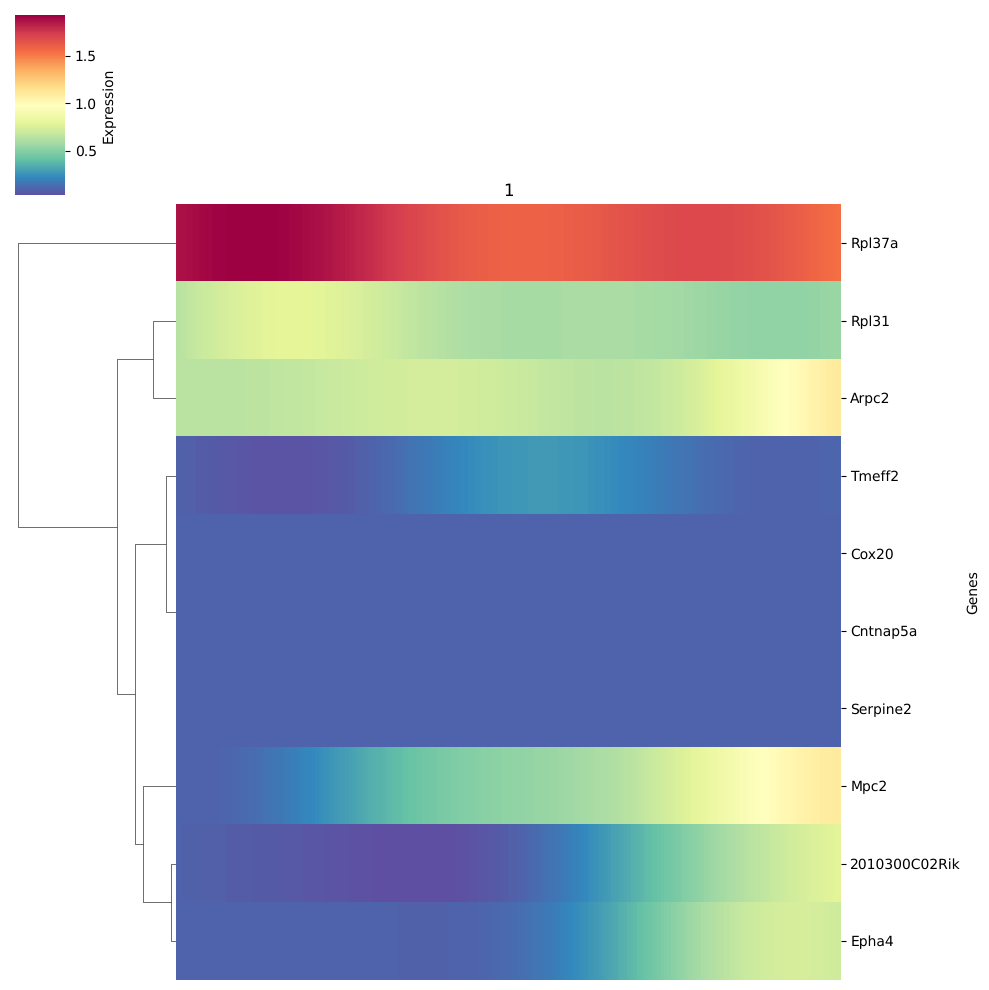 1.5
1.0
0.5
Expression
1
Rpl37a
Rpl31
Arpc2
Tmeff2
Cox20
Cntnap5a
Serpine2
Mpc2
2010300C02Rik
Epha4
Genes